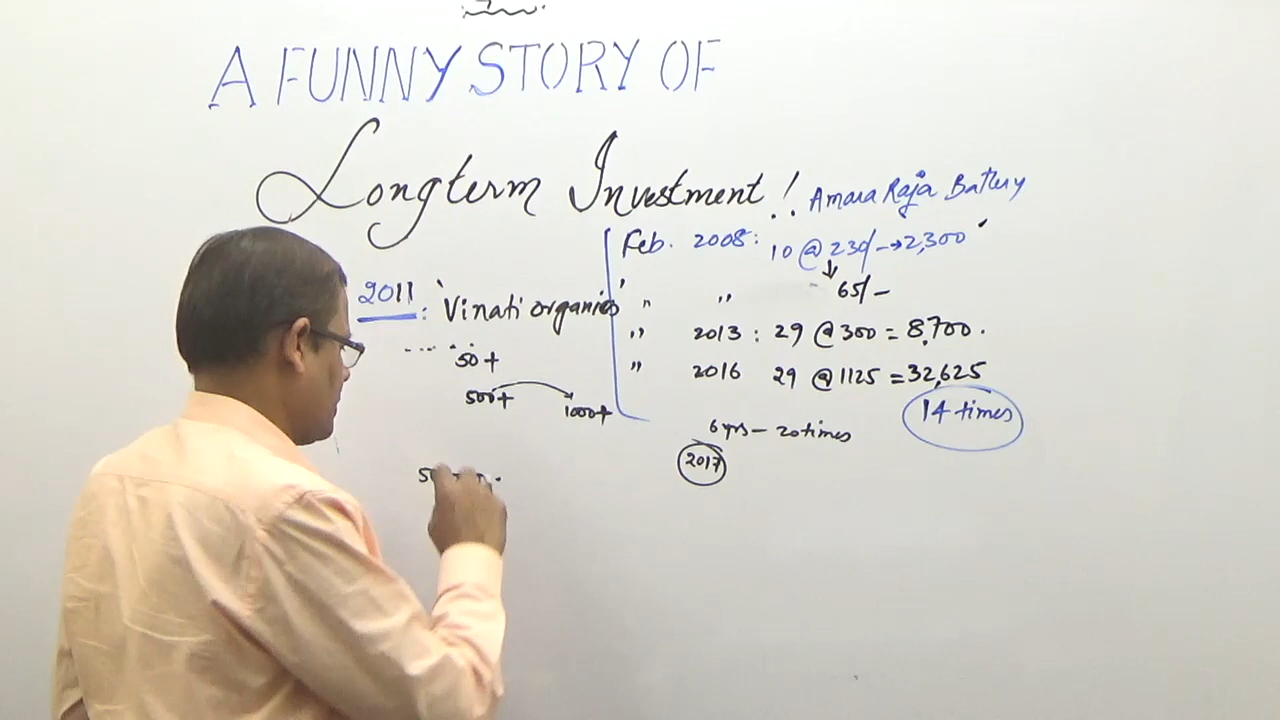 A FUNNY STORY OF
Longterm Investment !..
Amara Raja Battery
Feb. 2008: 10 @ 230/- → 2,300
65/-
" 2013 : 29 @ 300 = 8,700.
" 2016 29 @ 1125 = 32,625
14 times
6 yrs - 20 times
2017
2011 : 'Vinati organics'
50+
500+ 1000+